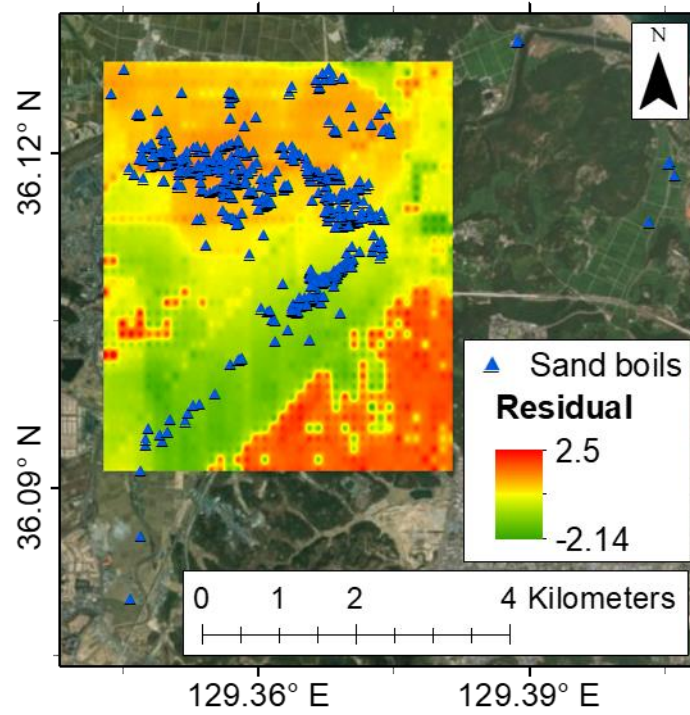 N
36.12° N
Sand boils
Residual
2.5
-2.14
36.09° N
0 1 2 4 Kilometers
129.36° E 129.39° E